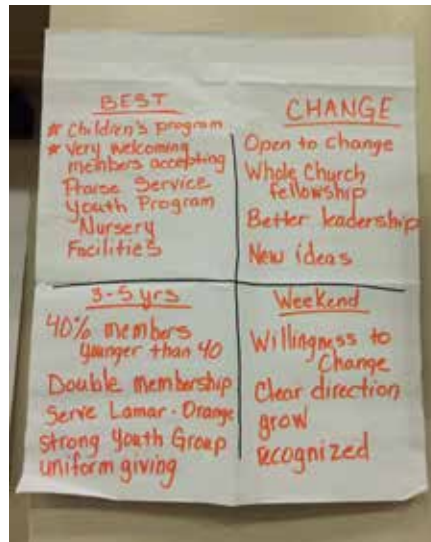 BEST
★ Children's program
★ Very welcoming
members accepting
Praise Service
Youth Program
Nursery
Facilities
CHANGE
Open to change
Whole Church
fellowship
Better leadership
New ideas
3-5 yrs
40% members
younger than 40
Double membership
Serve Lamar - Orange
strong Youth Group
uniform giving
Weekend
Willingness to
Change
Clear direction
grow
recognized